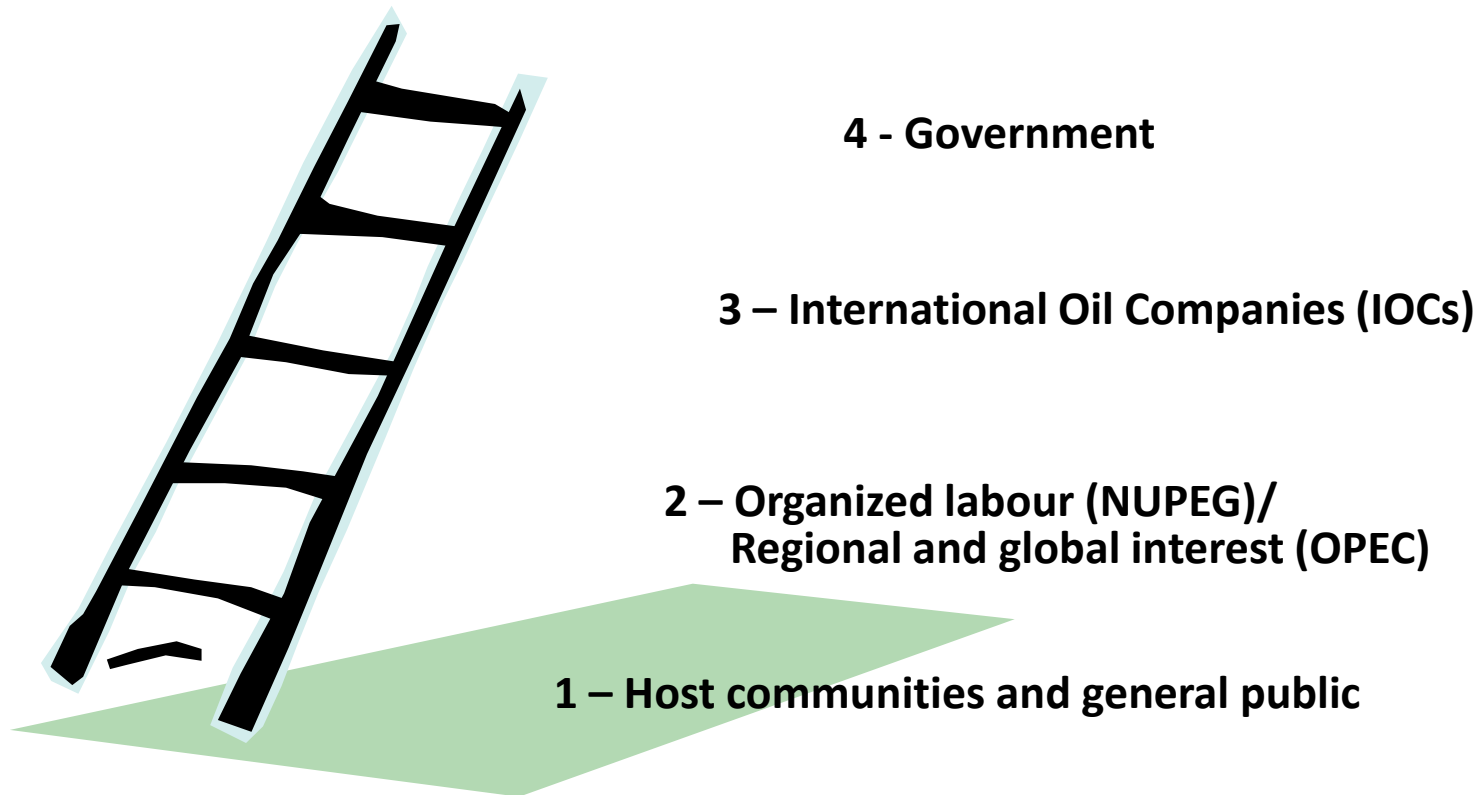 4 - Government
3 – International Oil Companies (IOCs)
2 – Organized labour (NUPEG)/
Regional and global interest (OPEC)
1 – Host communities and general public